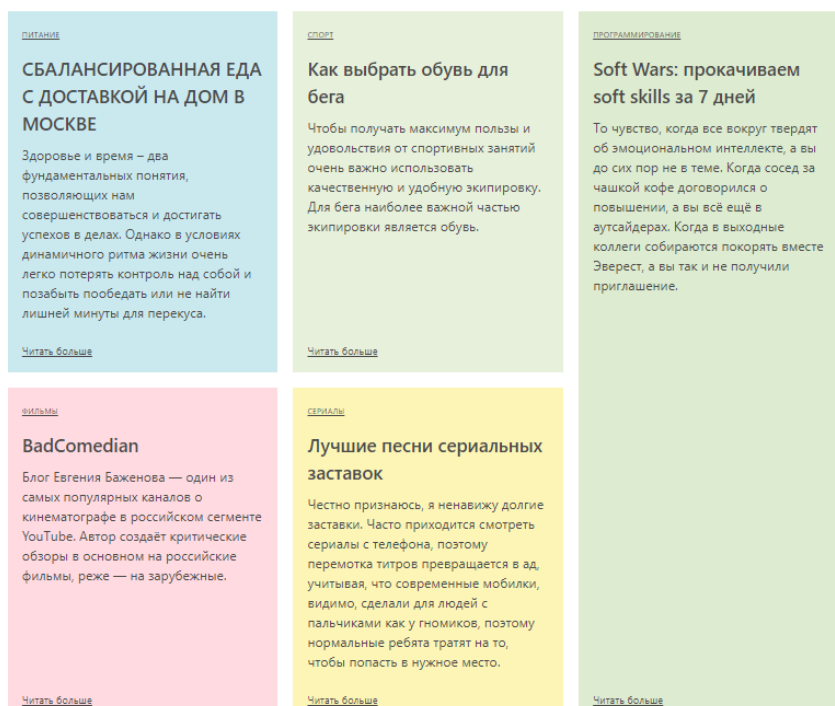 ПИТАНИЕ
СБАЛАНСИРОВАННАЯ ЕДА
С ДОСТАВКОЙ НА ДОМ В
МОСКВЕ
Здоровье и время – два
фундаментальных понятия,
позволяющих нам
совершенствоваться и достигать
успехов в делах. Однако в условиях
динамичного ритма жизни очень
легко потерять контроль над собой и
позабыть пообедать или не найти
лишней минуты для перекуса.
Читать больше
СПОРТ
Как выбрать обувь для
бега
Чтобы получать максимум пользы и
удовольствия от спортивных занятий
очень важно использовать
качественную и удобную экипировку.
Для бега наиболее важной частью
экипировки является обувь.
Читать больше
ПРОГРАММИРОВАНИЕ
Soft Wars: прокачиваем
soft skills за 7 дней
То чувство, когда все вокруг твердят
об эмоциональном интеллекте, а вы
до сих пор не в теме. Когда сосед за
чашкой кофе договорился о
повышении, а вы всё ещё в
аутсайдерах. Когда в выходные
коллеги собираются покорять вместе
Эверест, а вы так и не получили
приглашение.
Читать больше
ФИЛЬМЫ
BadComedian
Блог Евгения Баженова — один из
самых популярных каналов о
кинематографе в российском сегменте
YouTube. Автор создаёт критические
обзоры в основном на российские
фильмы, реже — на зарубежные.
Читать больше
СЕРИАЛЫ
Лучшие песни сериальных
заставок
Честно признаюсь, я ненавижу долгие
заставки. Часто приходится смотреть
сериалы с телефона, поэтому
перемотка титров превращается в ад,
учитывая, что современные мобилки,
видимо, сделали для людей с
пальчиками как у гномиков, поэтому
нормальные ребята тратят на то,
чтобы попасть в нужное место.
Читать больше